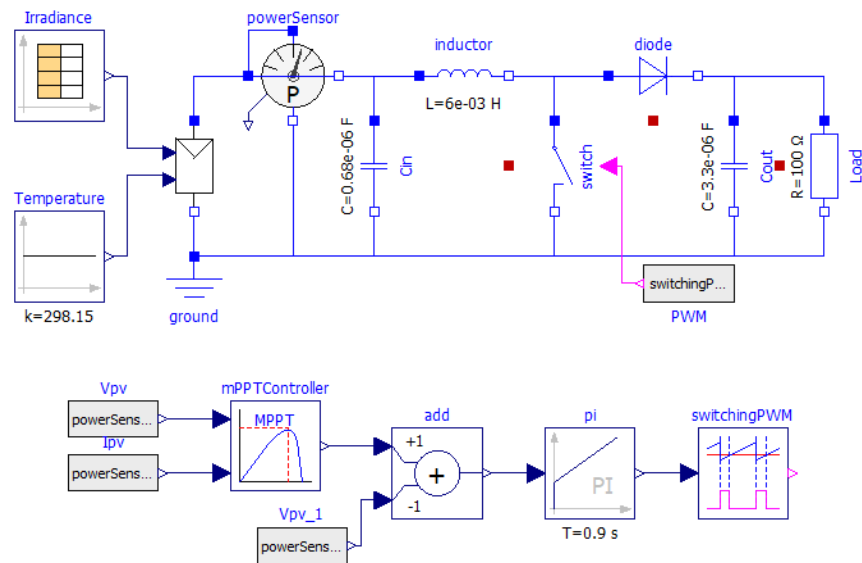 Irradiance
powerSensor
inductor
diode
P
L=6e-03 H
C=0.68e-06 F
Cin
switch
C=3.3e-06 F
Cout
R=100 Ω
Load
Temperature
k=298.15
ground
switchingP...
PWM
Vpv
mPPTController
add
pi
switchingPWM
powerSens...
MPPT
+1
+
-1
PI
Ipv
powerSens...
T=0.9 s
Vpv_1
powerSens...